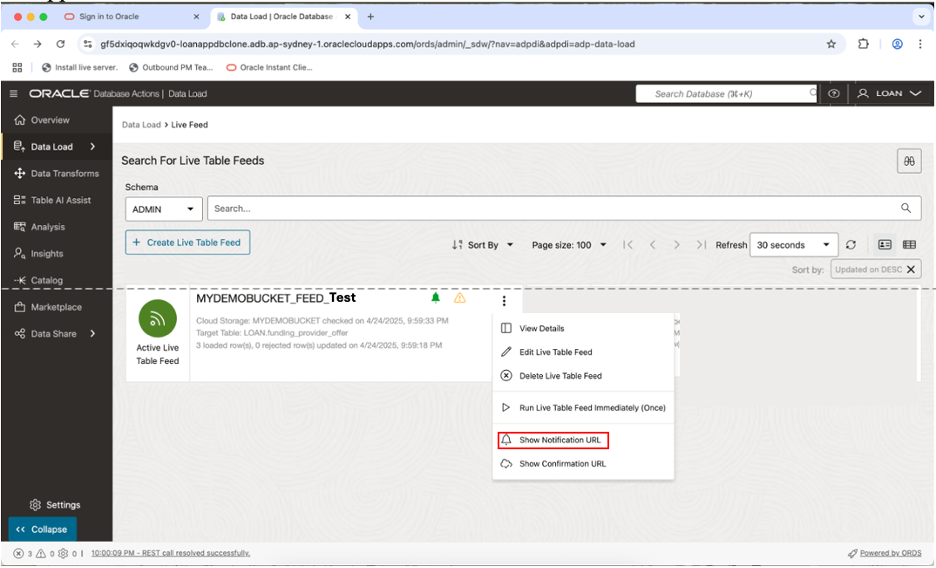 Sign in to Oracle
Data Load | Oracle Database
gf5dxiqoqwkdgv0-loanappdbclone.adb.ap-sydney-1.oraclecloudapps.com/ords/admin/_sdw/?nav=adpdi&adpdi=adp-data-load
Install live server.
Outbound PM Tea...
Oracle Instant Clie...
ORACLE Database Actions | Data Load
Search Database (⌘+K)
LOAN
Overview
Data Load
Data Transforms
Table AI Assist
Analysis
Insights
Catalog
Marketplace
Data Share
Settings
Collapse
Data Load > Live Feed
Search For Live Table Feeds
Schema
ADMIN
Search...
+ Create Live Table Feed
Sort By
Page size: 100
Refresh
30 seconds
Sort by:
Updated on DESC X
MYDEMOBUCKET_FEED_Test
Cloud Storage: MYDEMOBUCKET checked on 4/24/2025, 9:59:33 PM
Target Table: LOAN.funding_provider_offer
3 loaded row(s), 0 rejected row(s) updated on 4/24/2025, 9:59:18 PM
Active Live
Table Feed
View Details
Edit Live Table Feed
Delete Live Table Feed
Run Live Table Feed Immediately (Once)
Show Notification URL
Show Confirmation URL
3
0
0
10:00:09 PM - REST call resolved successfully.
Powered by ORDS